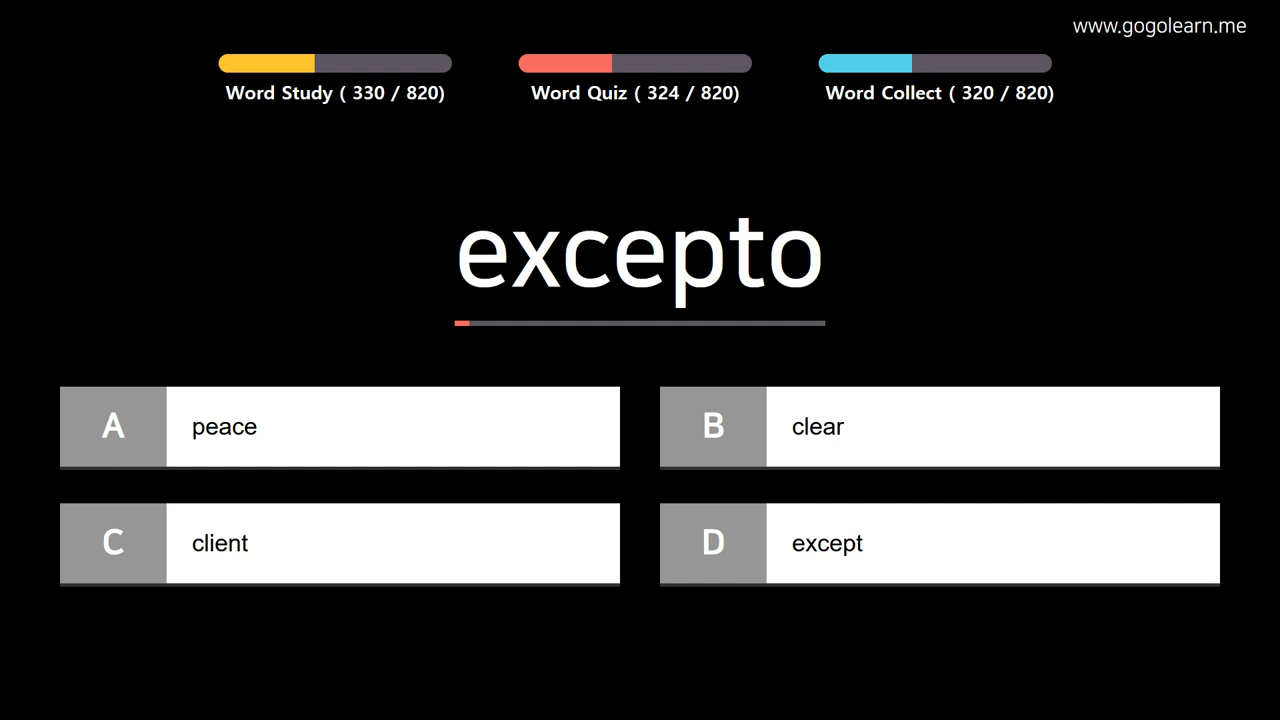 www.gogolearn.me
Word Study ( 330 / 820)
Word Quiz ( 324 / 820)
Word Collect ( 320 / 820)
excepto
A peace
B clear
C client
D except